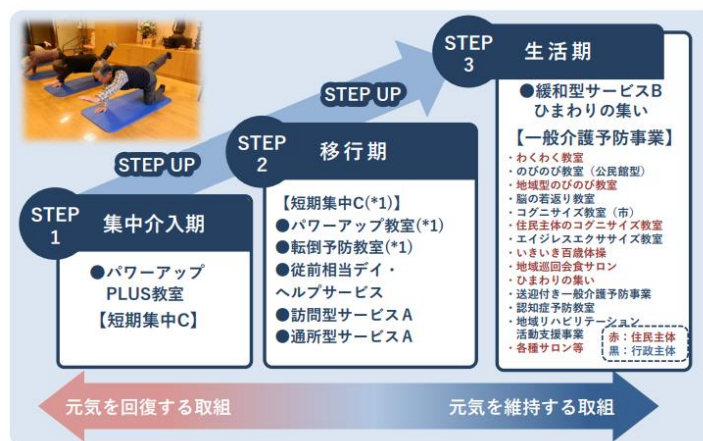 STEP UP
STEP UP
STEP
1
集中介入期
●パワーアップ
PLUS教室
【短期集中C】
STEP
2
移行期
【短期集中C(*1)】
●パワーアップ教室(*1)
●転倒予防教室(*1)
●従前相当デイ・
ヘルプサービス
●訪問型サービスA
●通所型サービスA
STEP
3
生活期
●緩和型サービスB
ひまわりの集い
【一般介護予防事業】
・わくわく教室
・のびのび教室（公民館型）
・地域型のびのび教室
・脳の若返り教室
・コグニサイズ教室（市）
・住民主体のコグニサイズ教室
・エイジレスエクササイズ教室
・いきいき百歳体操
・地域巡回会食サロン
・ひまわりの集い
・送迎付き一般介護予防事業
・認知症予防教室
・地域リハビリテーション
活動支援事業
・各種サロン等
赤：住民主体
黒：行政主体
元気を回復する取組
元気を維持する取組